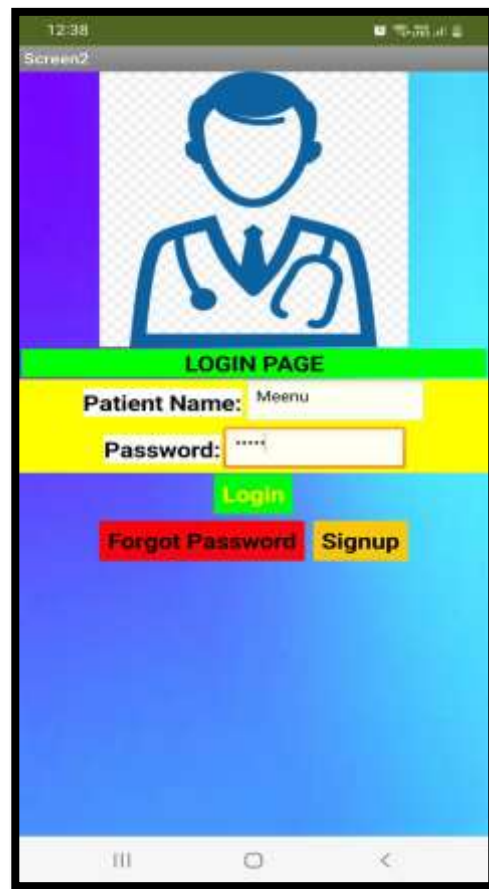 12:38
Screen2
LOGIN PAGE
Patient Name: Meenu
Password: •••••
Login
Forgot Password Signup